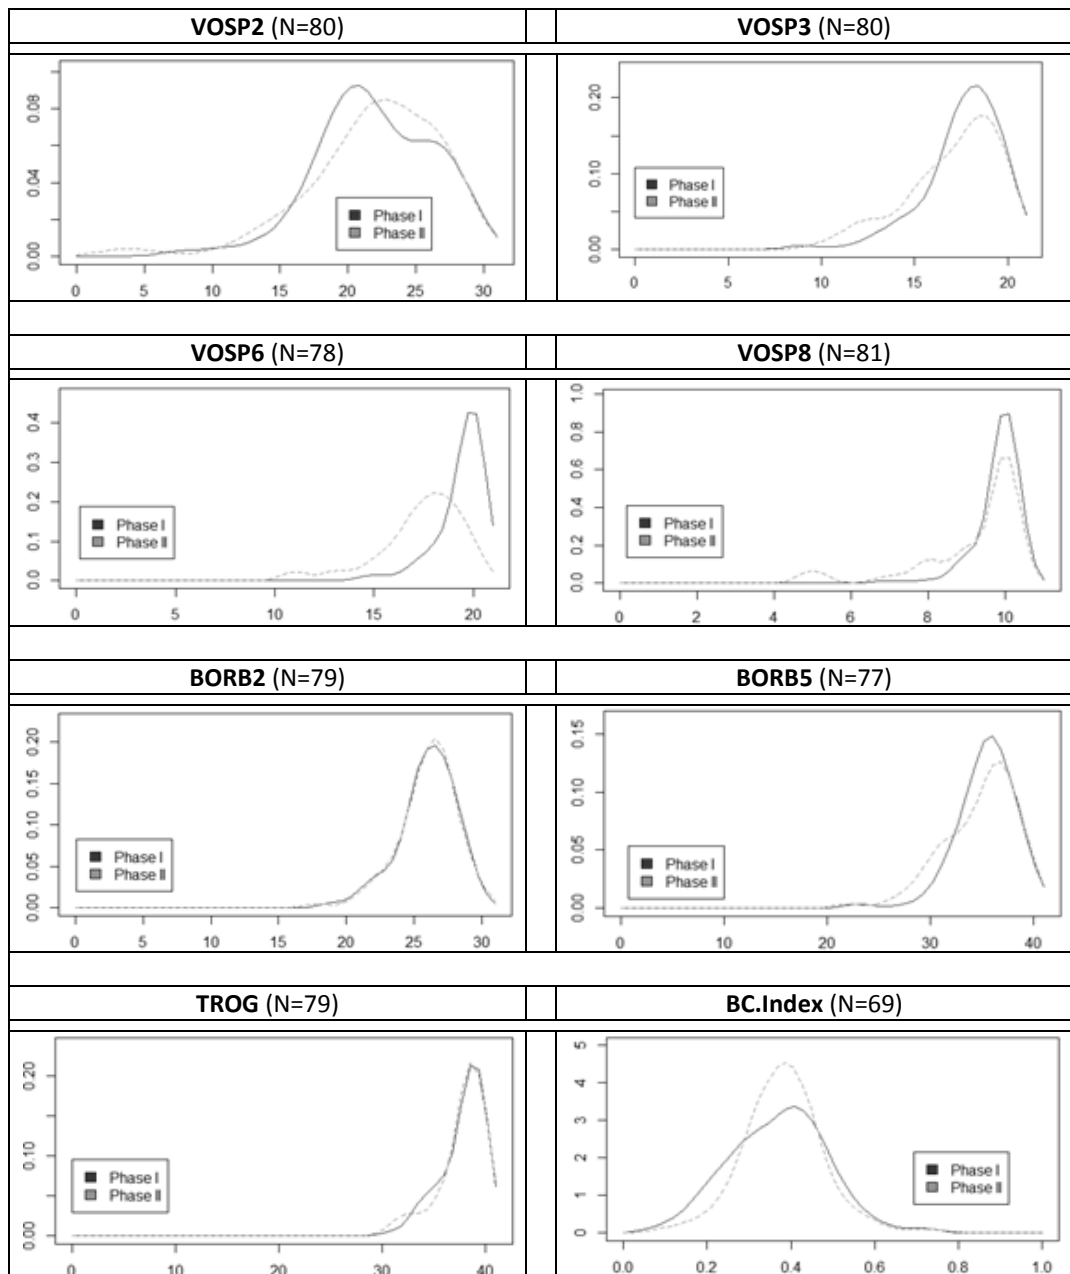 VOSP2 (N=80)
VOSP3 (N=80)
0.08
0.04
0.00
Phase I
Phase II
0 5 10 15 20 25 30
0.20
0.10
0.00
Phase I
Phase II
0 5 10 15 20
VOSP6 (N=78)
VOSP8 (N=81)
0.4
0.3
0.2
0.1
0.0
Phase I
Phase II
0 5 10 15 20
1.0
0.8
0.6
0.4
0.2
0.0
Phase I
Phase II
0 2 4 6 8 10
BORB2 (N=79)
BORB5 (N=77)
0.20
0.15
0.10
0.05
0.00
Phase I
Phase II
0 5 10 15 20 25 30
0.15
0.10
0.05
0.00
Phase I
Phase II
0 10 20 30 40
TROG (N=79)
BC.Index (N=69)
0.20
0.10
0.00
Phase I
Phase II
0 10 20 30 40
5
4
3
2
1
0
Phase I
Phase II
0.0 0.2 0.4 0.6 0.8 1.0